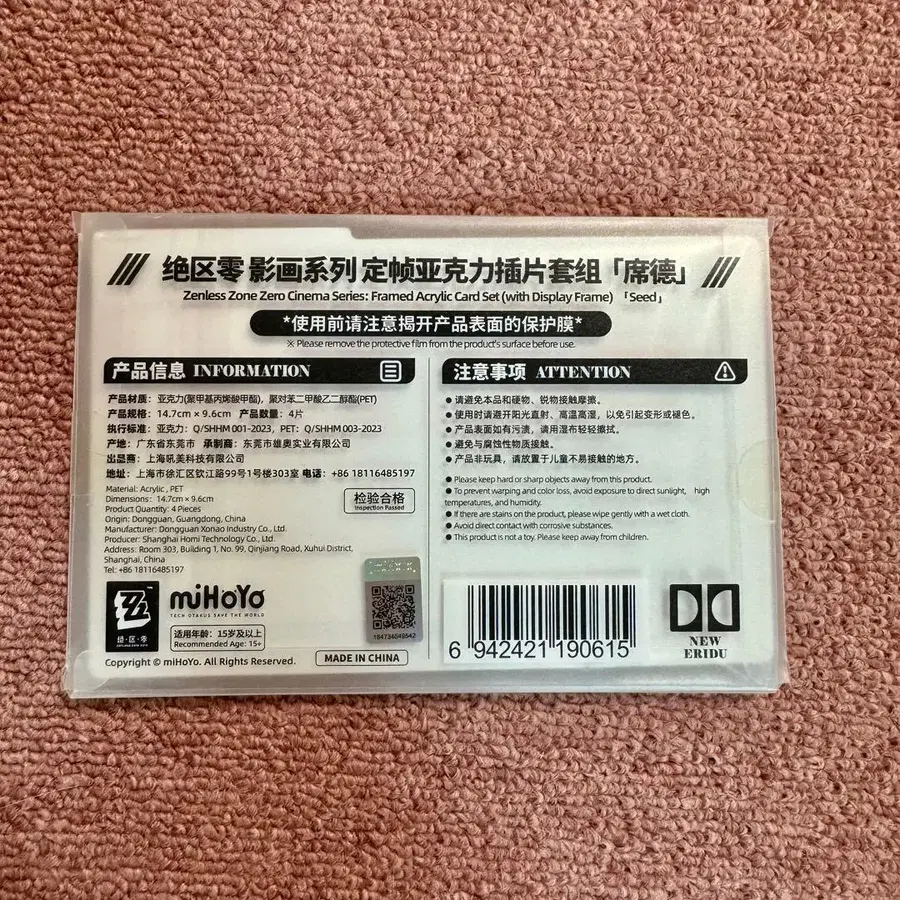 绝区零 影画系列 定帧亚克力插片套组「席德」
Zenless Zone Zero Cinema Series: Framed Acrylic Card Set (with Display Frame) 「Seed」
*使用前请注意揭开产品表面的保护膜*
※ Please remove the protective film from the product's surface before use.
产品信息 INFORMATION
产品材质: 亚克力(聚甲基丙烯酸甲酯), 聚对苯二甲酸乙二醇酯(PET)
产品规格: 14.7cm × 9.6cm 产品数量: 4片
执行标准: 亚克力: Q/SHHM 001-2023, PET: Q/SHHM 003-2023
产地: 广东省东莞市 承制商: 东莞市雄奥实业有限公司
出品商: 上海吼美科技有限公司
地址: 上海市徐汇区钦江路99号1号楼303室 电话: +86 18116485197
Material: Acrylic , PET
Dimensions: 14.7cm × 9.6cm
Product Quantity: 4 Pieces
Origin: Dongguan, Guangdong, China
Manufacturer: Dongguan Xonao Industry Co., Ltd.
Producer: Shanghai Homi Technology Co., Ltd.
Address: Room 303, Building 1, No. 99, Qinjiang Road, Xuhui District,
Shanghai, China
Tel: +86 18116485197
检验合格
Inspection Passed
绝·区·零
ZENLESS ZONE ZERO
miHoYo
TECH OTAKUS SAVE THE WORLD
适用年龄: 15岁及以上
Recommended Age: 15+
Copyright © miHoYo. All Rights Reserved.
MADE IN CHINA
184734549542
注意事项 ATTENTION
● 请避免本品和硬物、锐物接触摩擦。
● 使用时请避开阳光直射、高温高湿, 以免引起变形或褪色。
● 产品表面如有污渍, 请用湿布轻轻擦拭。
● 避免与腐蚀性物质接触。
● 产品非玩具, 请放置于儿童不易接触的地方。
● Please keep hard or sharp objects away from this product.
● To prevent warping and color loss, avoid exposure to direct sunlight, high
temperatures, and humidity.
● If there are stains on the product, please wipe gently with a wet cloth.
● Avoid direct contact with corrosive substances.
● This product is not a toy. Please keep away from children.
6 942421 190615
NEW
ERIDU